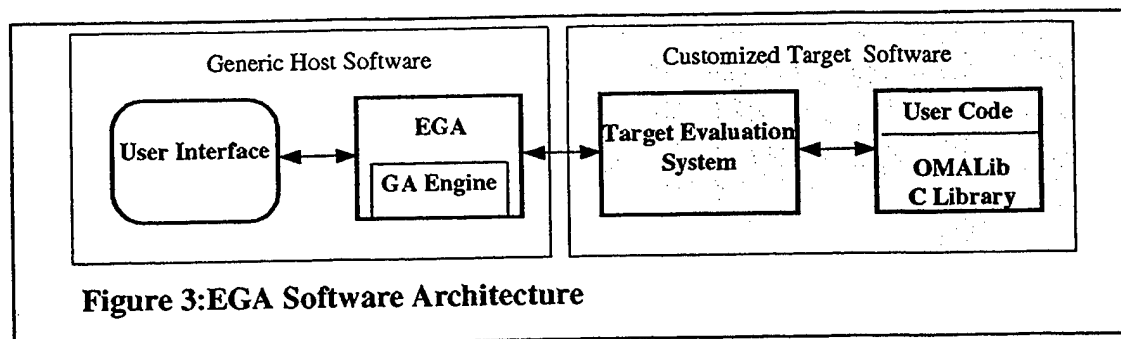 Generic Host Software
Customized Target Software
User Interface
EGA
GA Engine
Target Evaluation
System
User Code
OMALib
C Library
Figure 3:EGA Software Architecture